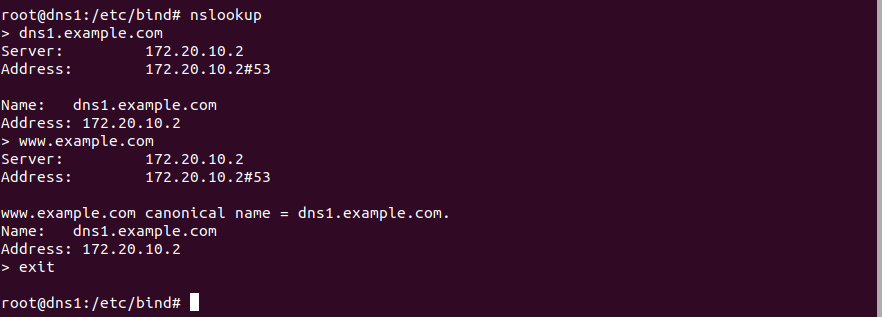 root@dns1:/etc/bind# nslookup
> dns1.example.com
Server:         172.20.10.2
Address:        172.20.10.2#53

Name:   dns1.example.com
Address: 172.20.10.2
> www.example.com
Server:         172.20.10.2
Address:        172.20.10.2#53

www.example.com canonical name = dns1.example.com.
Name:   dns1.example.com
Address: 172.20.10.2
> exit

root@dns1:/etc/bind#